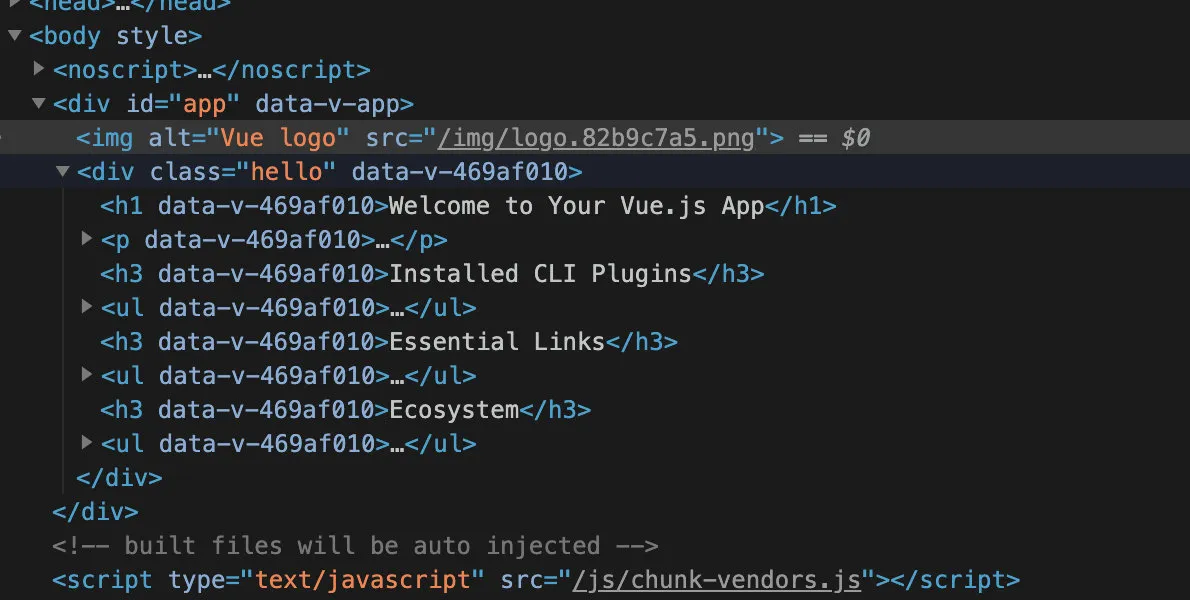 <head>…</head>
<body style>
<noscript>…</noscript>
<div id="app" data-v-app>
<img alt="Vue logo" src="/img/logo.82b9c7a5.png"> == $0
<div class="hello" data-v-469af010>
<h1 data-v-469af010>Welcome to Your Vue.js App</h1>
<p data-v-469af010>…</p>
<h3 data-v-469af010>Installed CLI Plugins</h3>
<ul data-v-469af010>…</ul>
<h3 data-v-469af010>Essential Links</h3>
<ul data-v-469af010>…</ul>
<h3 data-v-469af010>Ecosystem</h3>
<ul data-v-469af010>…</ul>
</div>
</div>
<!-- built files will be auto injected -->
<script type="text/javascript" src="/js/chunk-vendors.js"></script>